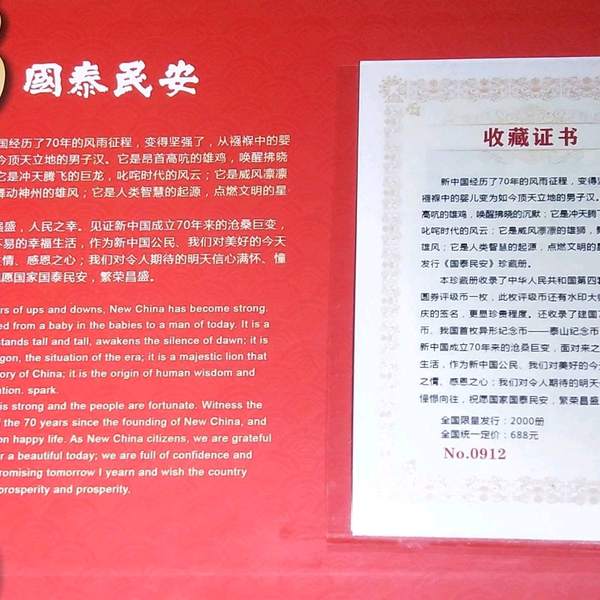 國泰民安
国经历了70年的风雨征程，变得坚强了，从襁褓中的婴
今顶天立地的男子汉。它是昂首高吭的雄鸡，唤醒拂晓
它是冲天腾飞的巨龙，叱咤时代的风云；它是威风凛凛
舞动神州的雄风；它是人类智慧的起源，点燃文明的星
昌盛，人民之幸。见证新中国成立70年来的沧桑巨变，
不易的幸福生活，作为新中国公民、我们对美好的今天
之情、感恩之心；我们对令人期待的明天信心满怀、憧
祝愿国家国泰民安，繁荣昌盛。
rs of ups and downs, New China has become strong.
ed from a baby in the babies to a man of today. It is a
stands tall and tall, awakens the silence of dawn; it is
gon, the situation of the era; it is a majestic lion that
ory of China; it.is the origin of human wisdom and
ation. spark.
is strong and the people are fortunate. Witness the
of the 70 years since the founding of New China, and
on happy life. As New China citizens, we are grateful
r a beautiful today; we are full of confidence and
romising tomorrow I yearn and wish the country
prosperity and prosperity.
收藏证书
新中国经历了70年的风雨征程，变得坚
襁褓中的婴儿变为如今顶天立地的男子汉。
高吭的雄鸡，唤醒拂晓的沉默；它是冲天腾飞
叱咤时代的风云；它是威风凛凛的雄狮，
雄风；它是人类智慧的起源，点燃文明的星
发行《国泰民安》珍藏册。
本珍藏册收录了中华人民共和国第四套
圆券评级币一枚，此枚评级币还有水印大师
庆的签名，更是珍贵程度。还收录了建国7
币、我国首枚异形纪念币——泰山纪念币
新中国成立70年来的沧桑巨变，面对来之
生活，作为新中国公民、我们对美好的今天
之情、感恩之心；我们对令人期待的明天
憧憬向往，祝愿国家国泰民安，繁荣昌盛
全国限量发行：2000册
全国统一定价：688元
No.0912